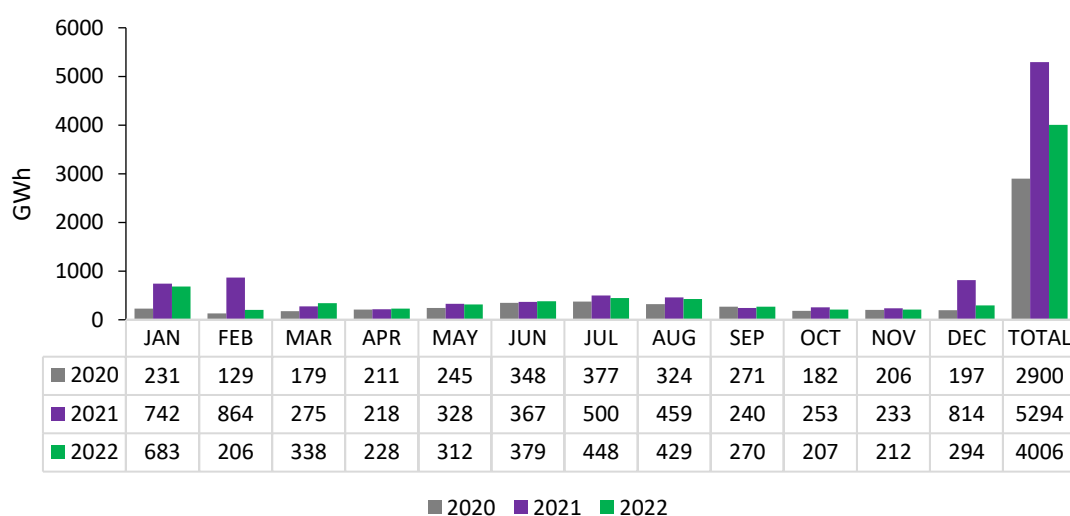 6000
5000
4000
3000
2000
1000
0
GWh
JAN FEB MAR APR MAY JUN JUL AUG SEP OCT NOV DEC TOTAL
2020 231 129 179 211 245 348 377 324 271 182 206 197 2900
2021 742 864 275 218 328 367 500 459 240 253 233 814 5294
2022 683 206 338 228 312 379 448 429 270 207 212 294 4006
2020 2021 2022